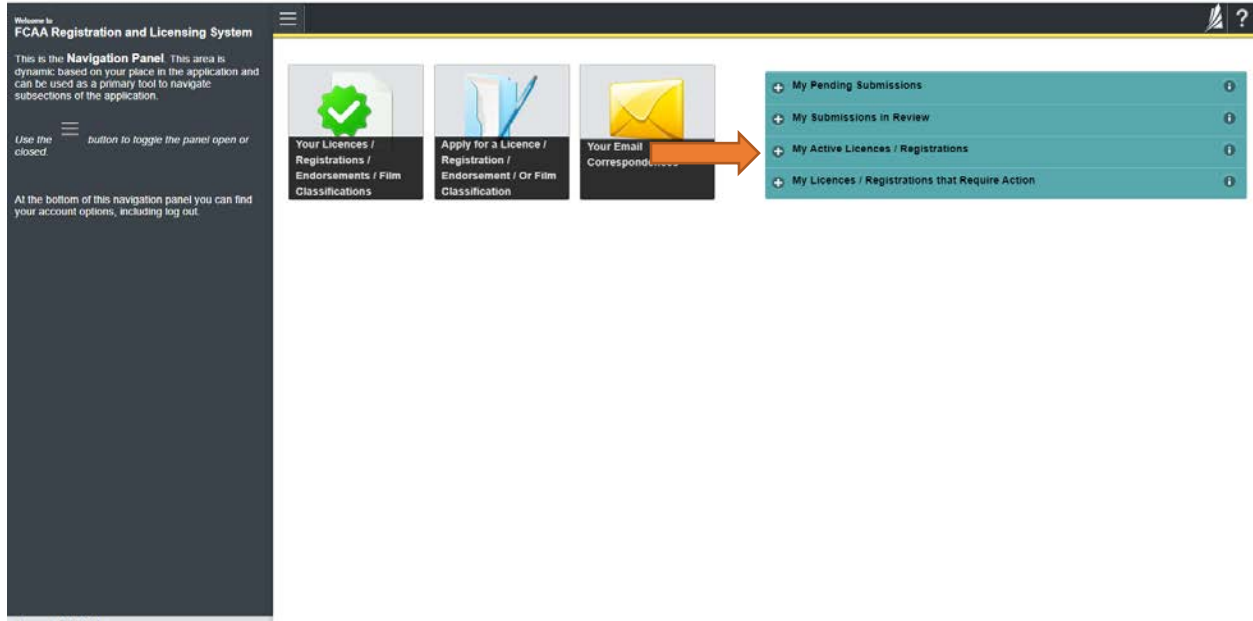 Welcome to
FCAA Registration and Licensing System
This is the Navigation Panel. This area is
dynamic based on your place in the application and
can be used as a primary tool to navigate
subsections of the application.
Use the button to toggle the panel open or
closed.
At the bottom of this navigation panel you can find
your account options, including log out.
?
Your Licences /
Registrations /
Endorsements / Film
Classifications
Apply for a Licence /
Registration /
Endorsement / Or Film
Classification
Your Email
Correspondences
My Pending Submissions
My Submissions in Review
My Active Licences / Registrations
My Licences / Registrations that Require Action